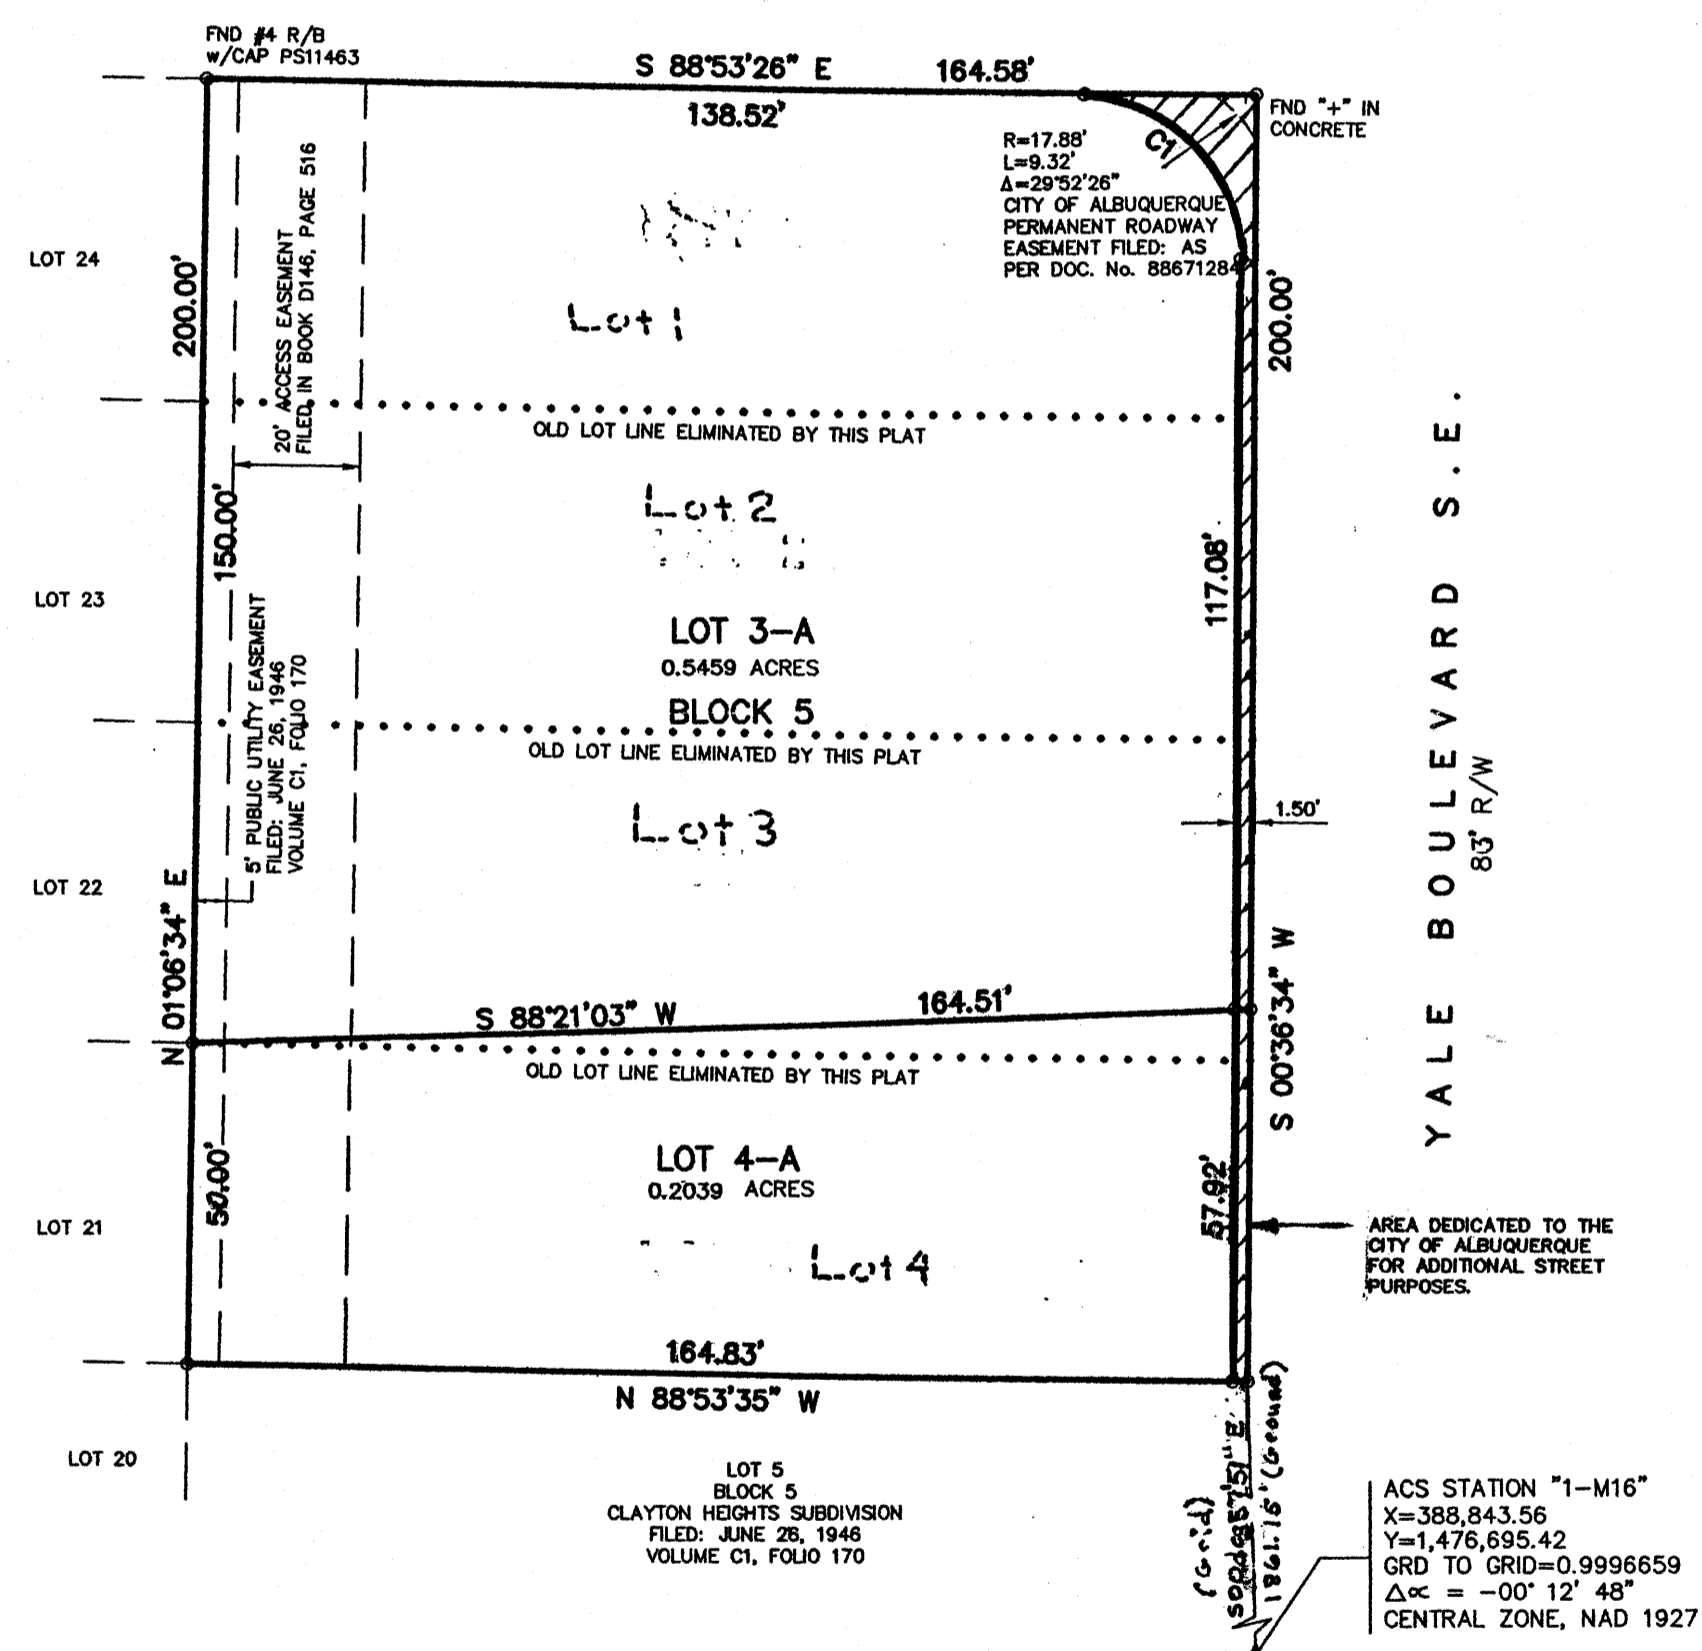 FND #4 R/B
w/CAP PS11463
S 88°53'26" E 164.58'
138.52'
FND "+" IN
CONCRETE
C1
R=17.88'
L=9.32'
Δ=29°52'26"
CITY OF ALBUQUERQUE
PERMANENT ROADWAY
EASEMENT FILED: AS
PER DOC. No. 88671284
LOT 24
200.00'
20' ACCESS EASEMENT
FILED IN BOOK D146, PAGE 516
Lot 1
200.00'
OLD LOT LINE ELIMINATED BY THIS PLAT
150.00'
Lot 2
117.08'
LOT 23
5' PUBLIC UTILITY EASEMENT
FILED: JUNE 26, 1946
VOLUME C1, FOLIO 170
LOT 3-A
0.5459 ACRES
BLOCK 5
OLD LOT LINE ELIMINATED BY THIS PLAT
YALE BOULEVARD S.E.
83' R/W
1.50'
Lot 3
LOT 22
N 01°06'34" E
S 88°21'03" W 164.51'
S 00°36'34" W
OLD LOT LINE ELIMINATED BY THIS PLAT
LOT 4-A
0.2039 ACRES
50.00'
57.92'
LOT 21
Lot 4
AREA DEDICATED TO THE
CITY OF ALBUQUERQUE
FOR ADDITIONAL STREET
PURPOSES.
164.83'
N 88°53'35" W
LOT 20
LOT 5
BLOCK 5
CLAYTON HEIGHTS SUBDIVISION
FILED: JUNE 26, 1946
VOLUME C1, FOLIO 170
(Grid)
1861.15' (Ground)
ACS STATION "1-M16"
X=388,843.56
Y=1,476,695.42
GRD TO GRID=0.9996659
Δ∝ = -00° 12' 48"
CENTRAL ZONE, NAD 1927